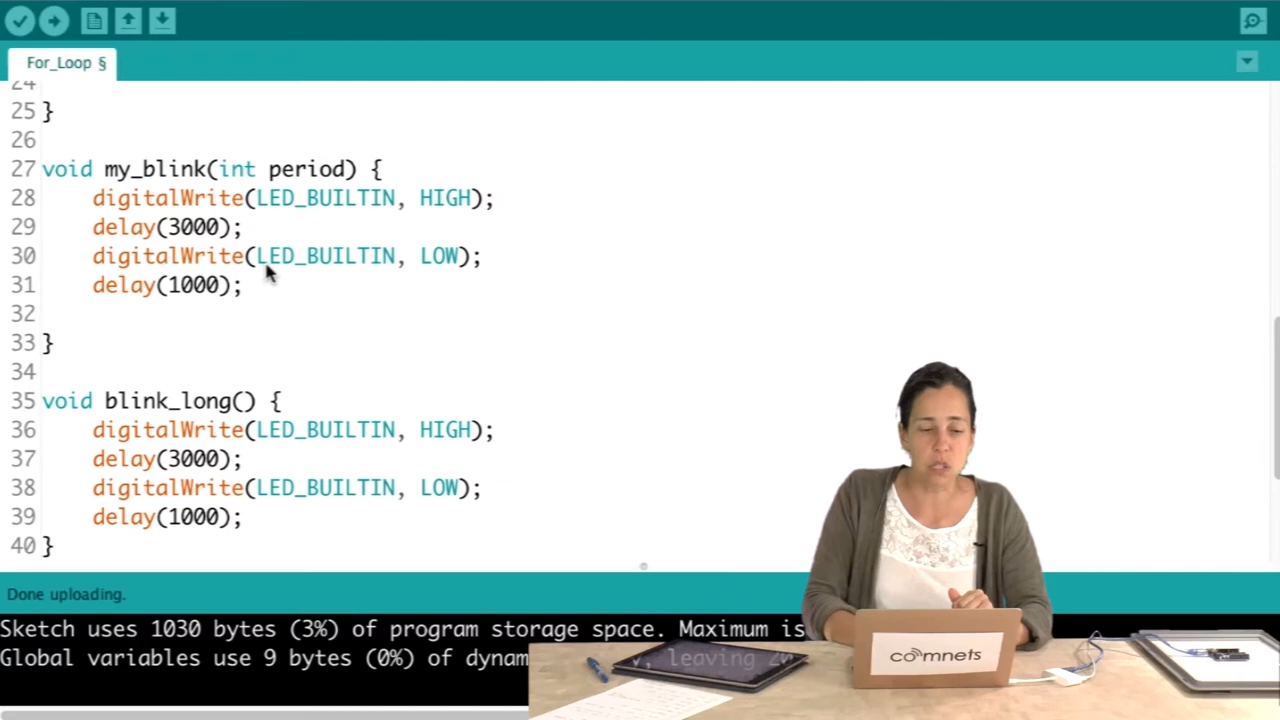 For_Loop §
24
25 }
26
27 void my_blink(int period) {
28 digitalWrite(LED_BUILTIN, HIGH);
29 delay(3000);
30 digitalWrite(LED_BUILTIN, LOW);
31 delay(1000);
32
33 }
34
35 void blink_long() {
36 digitalWrite(LED_BUILTIN, HIGH);
37 delay(3000);
38 digitalWrite(LED_BUILTIN, LOW);
39 delay(1000);
40 }
Done uploading.
Sketch uses 1030 bytes (3%) of program storage space. Maximum is
Global variables use 9 bytes (0%) of dynam , leaving
comnets